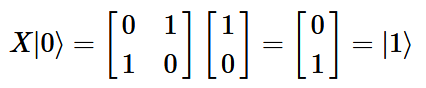 X|0⟩ = [0 1; 1 0] [1; 0] = [0; 1] = |1⟩